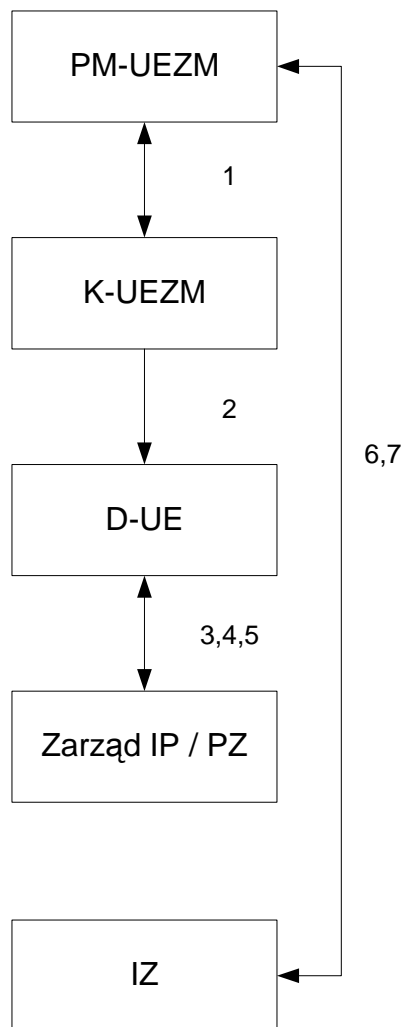 PM-UEZM
1
K-UEZM
2
6,7
D-UE
3,4,5
Zarząd IP / PZ
IZ